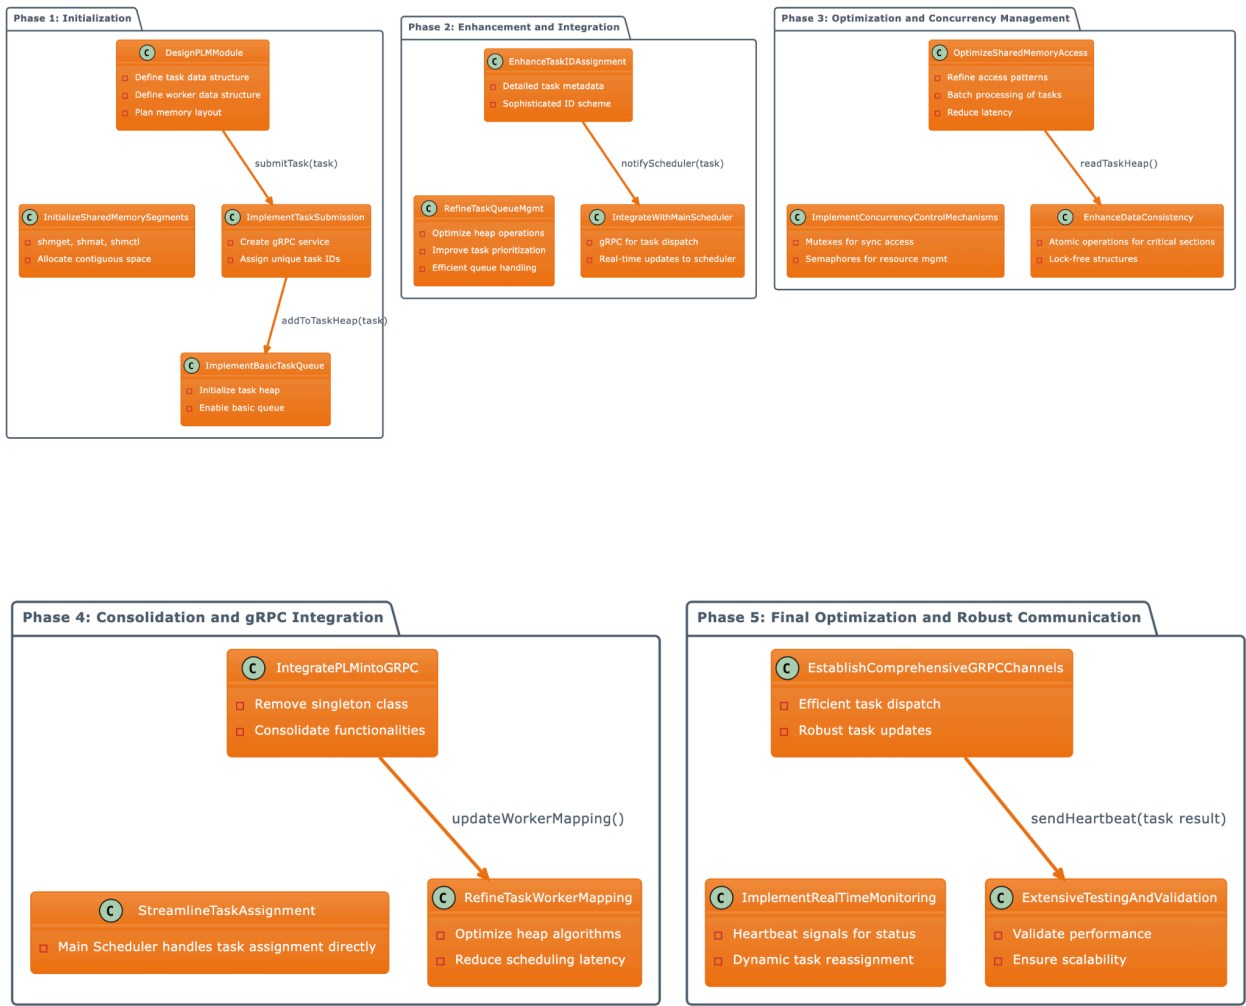 Phase 1: Initialization
C DesignPLMModule
Define task data structure
Define worker data structure
Plan memory layout
submitTask(task)
C InitializeSharedMemorySegments
shmget, shmat, shmctl
Allocate contiguous space
C ImplementTaskSubmission
Create gRPC service
Assign unique task IDs
addToTaskHeap(task)
C ImplementBasicTaskQueue
Initialize task heap
Enable basic queue
Phase 2: Enhancement and Integration
C EnhanceTaskIDAssignment
Detailed task metadata
Sophisticated ID scheme
notifyScheduler(task)
C RefineTaskQueueMgmt
Optimize heap operations
Improve task prioritization
Efficient queue handling
C IntegrateWithMainScheduler
gRPC for task dispatch
Real-time updates to scheduler
Phase 3: Optimization and Concurrency Management
C OptimizeSharedMemoryAccess
Refine access patterns
Batch processing of tasks
Reduce latency
readTaskHeap()
C ImplementConcurrencyControlMechanisms
Mutexes for sync access
Semaphores for resource mgmt
C EnhanceDataConsistency
Atomic operations for critical sections
Lock-free structures
Phase 4: Consolidation and gRPC Integration
C IntegratePLMintoGRPC
Remove singleton class
Consolidate functionalities
updateWorkerMapping()
C StreamlineTaskAssignment
Main Scheduler handles task assignment directly
C RefineTaskWorkerMapping
Optimize heap algorithms
Reduce scheduling latency
Phase 5: Final Optimization and Robust Communication
C EstablishComprehensiveGRPCChannels
Efficient task dispatch
Robust task updates
sendHeartbeat(task result)
C ImplementRealTimeMonitoring
Heartbeat signals for status
Dynamic task reassignment
C ExtensiveTestingAndValidation
Validate performance
Ensure scalability